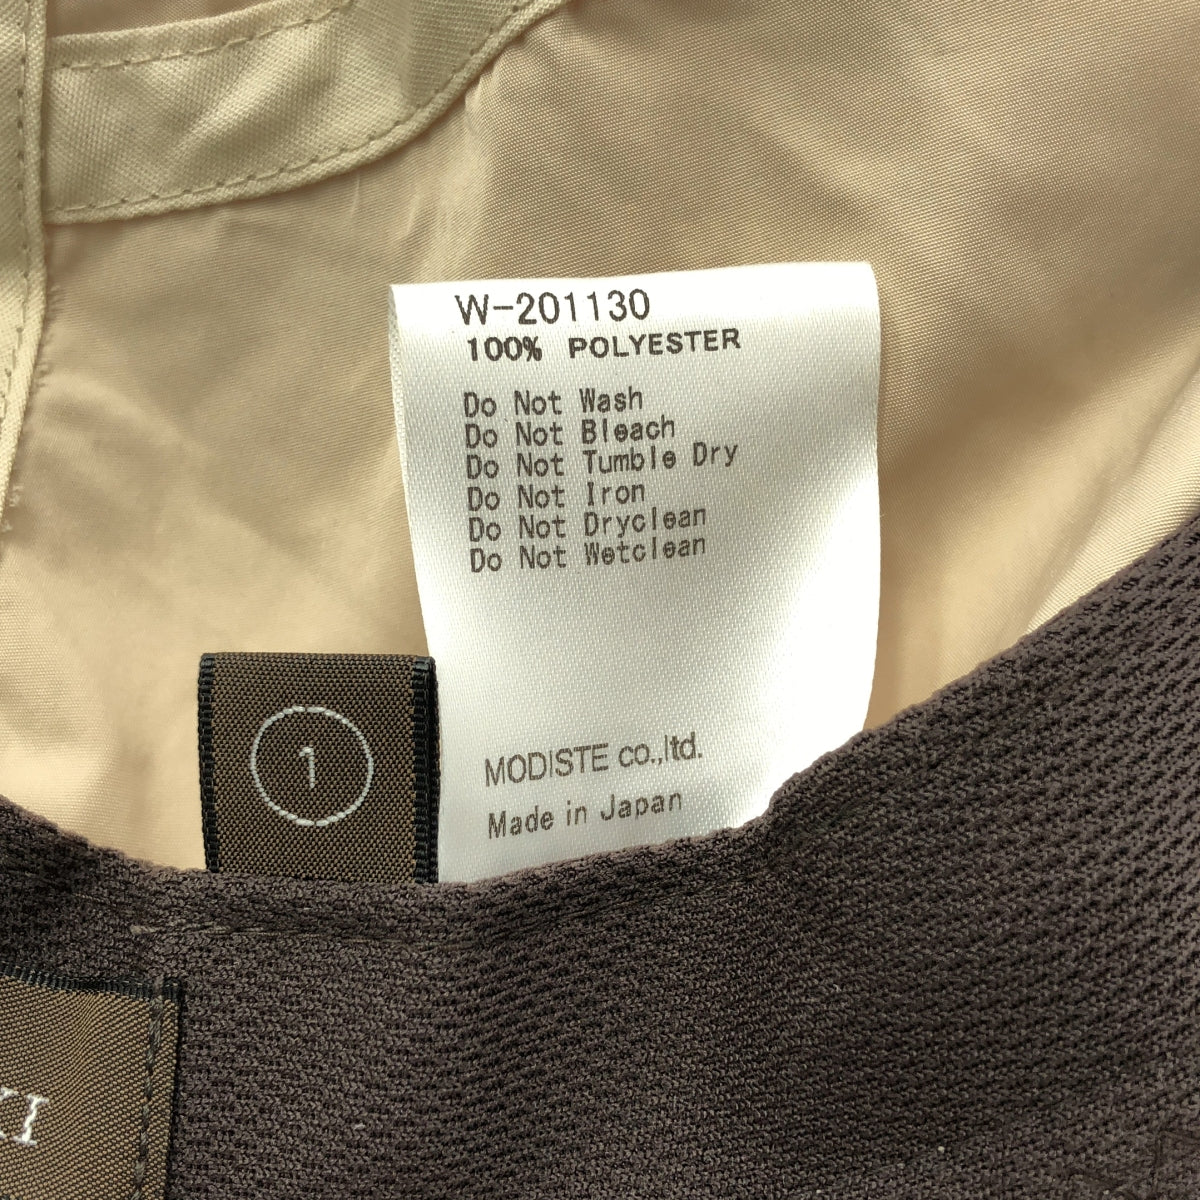 W-201130
100% POLYESTER
Do Not Wash
Do Not Bleach
Do Not Tumble Dry
Do Not Iron
Do Not Dryclean
Do Not Wetclean
1
MODISTE co.,ltd.
Made in Japan